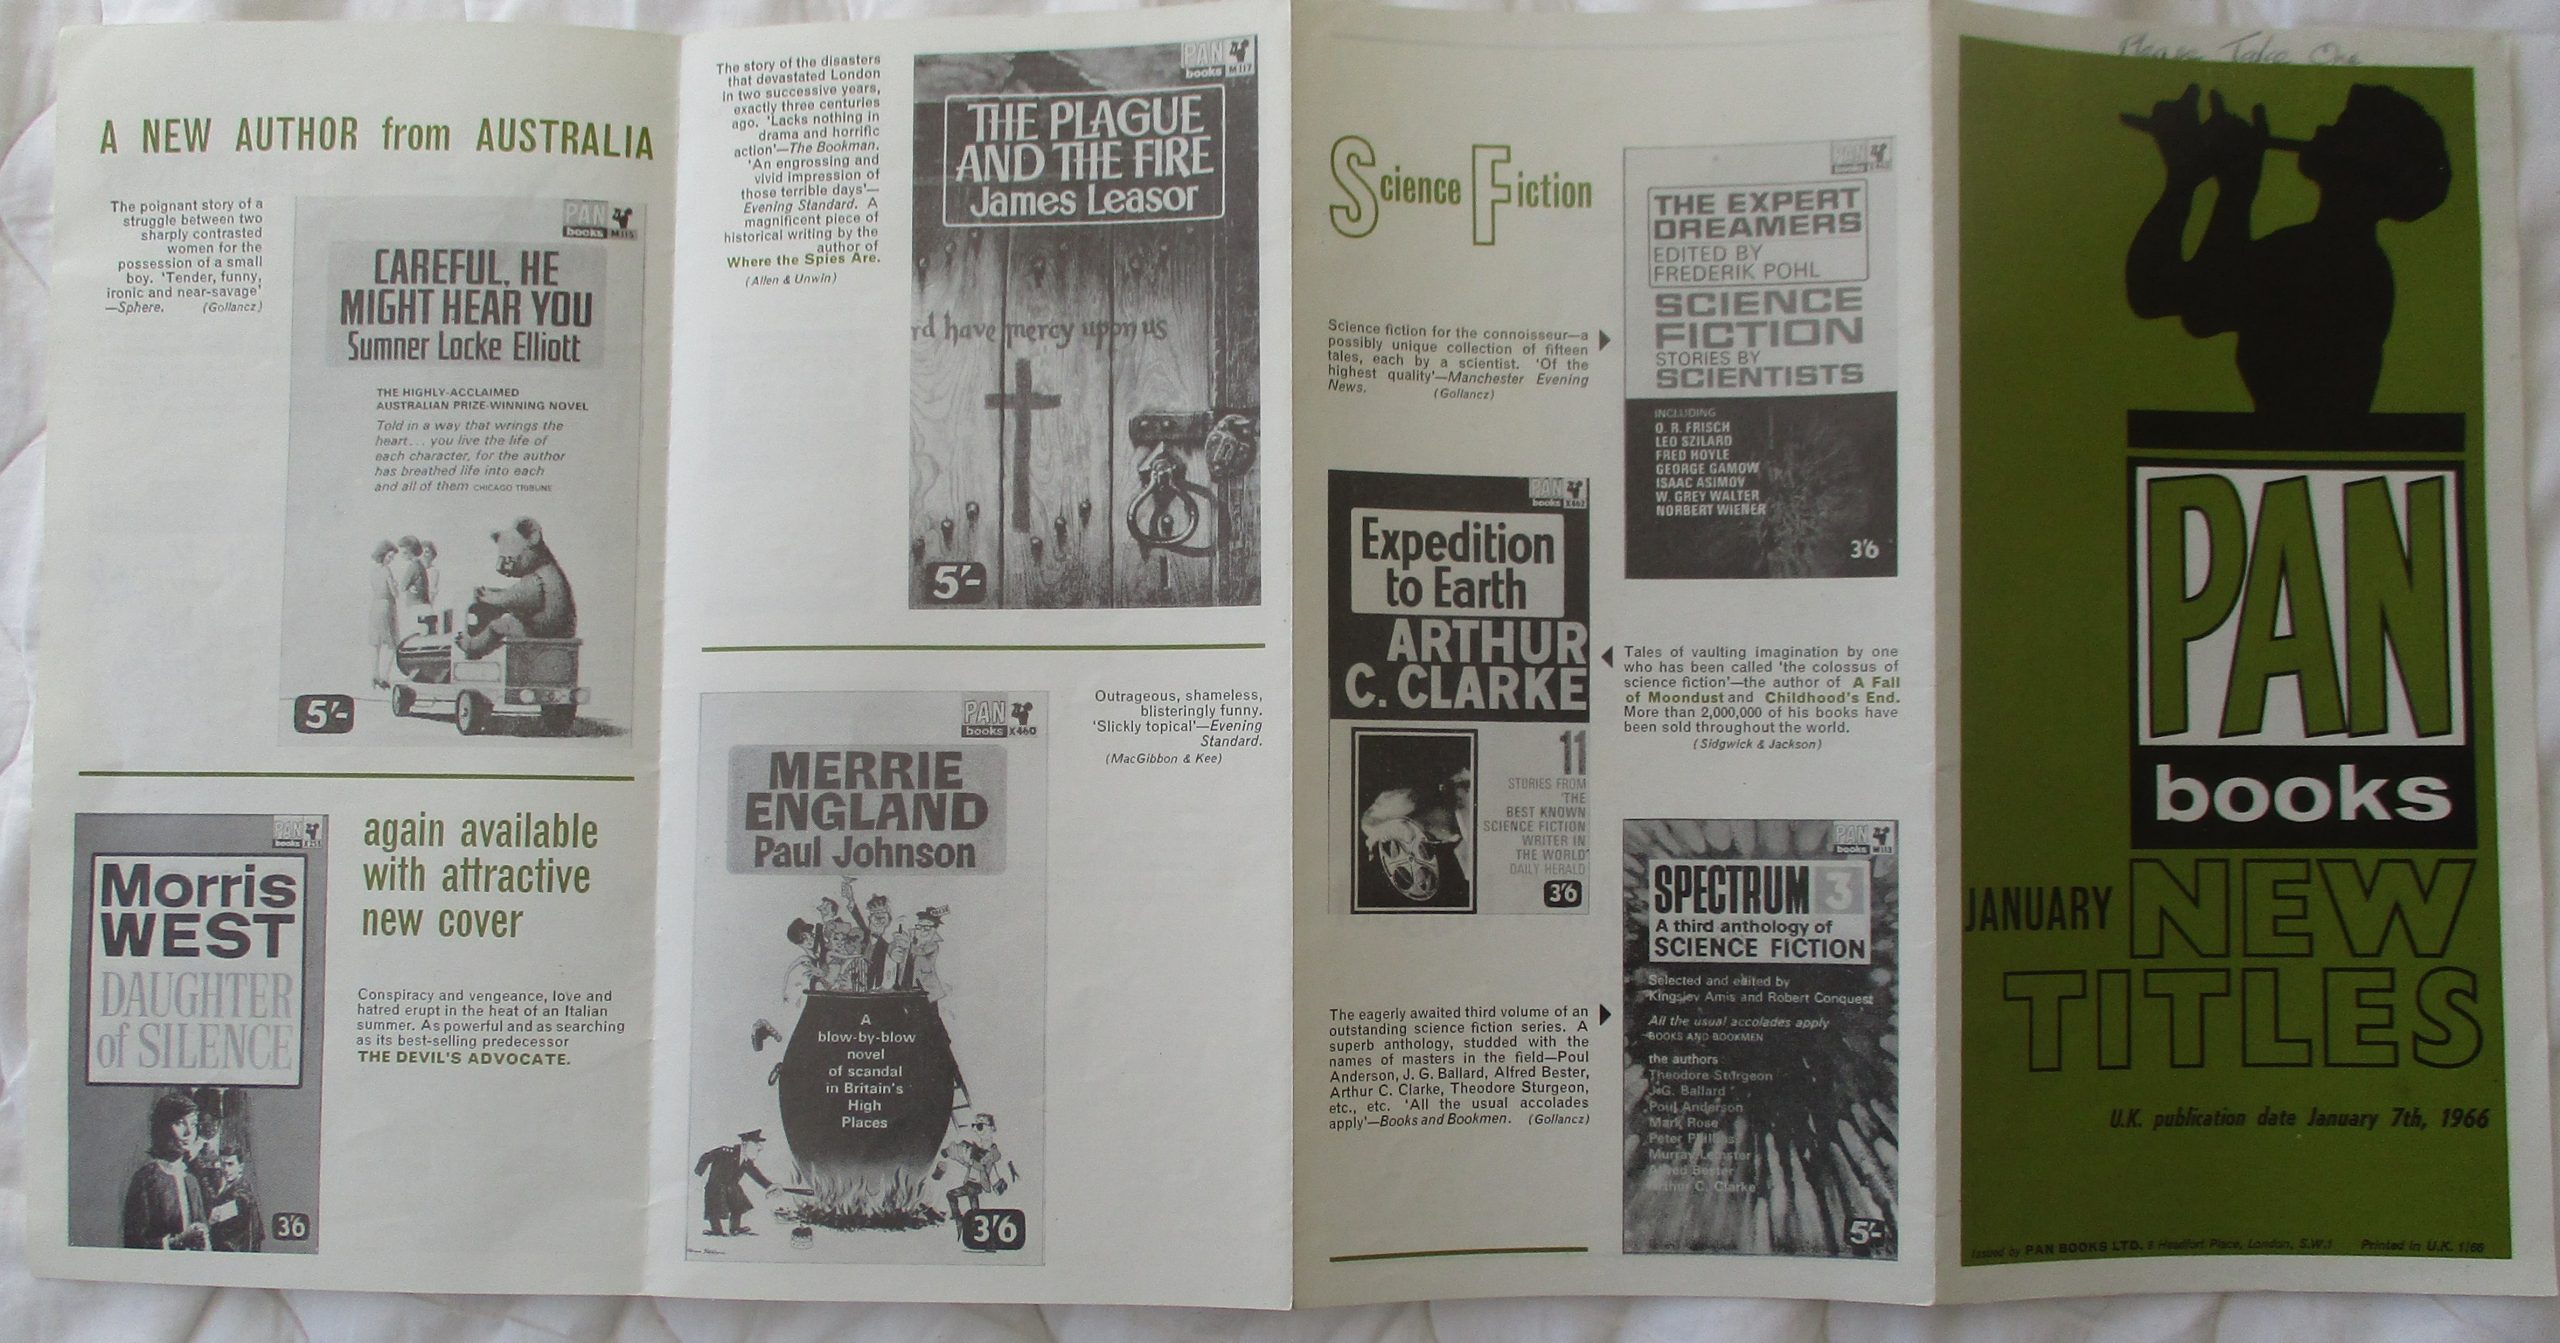 A NEW AUTHOR from AUSTRALIA
The poignant story of a
struggle between two
sharply contrasted
women for the
possession of a small
boy. 'Tender, funny,
ironic and near-savage'
—Sphere. (Gollancz)
PAN
books M115
CAREFUL, HE
MIGHT HEAR YOU
Sumner Locke Elliott
THE HIGHLY-ACCLAIMED
AUSTRALIAN PRIZE-WINNING NOVEL
Told in a way that wrings the
heart... you live the life of
each character, for the author
has breathed life into each
and all of them CHICAGO TRIBUNE
5'-
PAN
books
Morris
WEST
DAUGHTER
of SILENCE
3'6
again available
with attractive
new cover
Conspiracy and vengeance, love and
hatred erupt in the heat of an Italian
summer. As powerful and as searching
as its best-selling predecessor
THE DEVIL'S ADVOCATE.
The story of the disasters
that devastated London
in two successive years,
exactly three centuries
ago. 'Lacks nothing in
drama and horrific
action'—The Bookman.
'An engrossing and
vivid impression of
those terrible days'—
Evening Standard. A
magnificent piece of
historical writing by the
author of
Where the Spies Are.
(Allen & Unwin)
PAN
books M117
THE PLAGUE
AND THE FIRE
James Leasor
rd have mercy upon us
5'-
PAN
books X460
MERRIE
ENGLAND
Paul Johnson
A
blow-by-blow
novel
of scandal
in Britain's
High
Places
3'6
Outrageous, shameless,
blisteringly funny.
'Slickly topical'—Evening
Standard.
(MacGibbon & Kee)
Science Fiction
Science fiction for the connoisseur—a
possibly unique collection of fifteen
tales, each by a scientist. 'Of the
highest quality'—Manchester Evening
News. (Gollancz)
PAN
books
THE EXPERT
DREAMERS
EDITED BY
FREDERIK POHL
SCIENCE
FICTION
STORIES BY
SCIENTISTS
INCLUDING
O. R. FRISCH
LEO SZILARD
FRED HOYLE
GEORGE GAMOW
ISAAC ASIMOV
W. GREY WALTER
NORBERT WIENER
3'6
PAN
books X462
Expedition
to Earth
ARTHUR
C. CLARKE
11
STORIES FROM
'THE
BEST KNOWN
SCIENCE FICTION
WRITER IN
THE WORLD'
DAILY HERALD
3'6
Tales of vaulting imagination by one
who has been called 'the colossus of
science fiction'—the author of A Fall
of Moondust and Childhood's End.
More than 2,000,000 of his books have
been sold throughout the world.
(Sidgwick & Jackson)
The eagerly awaited third volume of an
outstanding science fiction series. A
superb anthology, studded with the
names of masters in the field—Poul
Anderson, J. G. Ballard, Alfred Bester,
Arthur C. Clarke, Theodore Sturgeon,
etc., etc. 'All the usual accolades
apply'—Books and Bookmen. (Gollancz)
PAN
books M113
SPECTRUM 3
A third anthology of
SCIENCE FICTION
Selected and edited by
Kingsley Amis and Robert Conquest
All the usual accolades apply
BOOKS AND BOOKMEN
the authors
Theodore Sturgeon
J.G. Ballard
Poul Anderson
Mark Rose
Peter Phillips
Murray Leinster
Alfred Bester
Arthur C. Clarke
5'-
Please Take One
PAN
books
JANUARY NEW
TITLES
U.K. publication date January 7th, 1966
Issued by PAN BOOKS LTD. 8 Headfort Place, London, S.W.1 Printed in U.K. 1/66